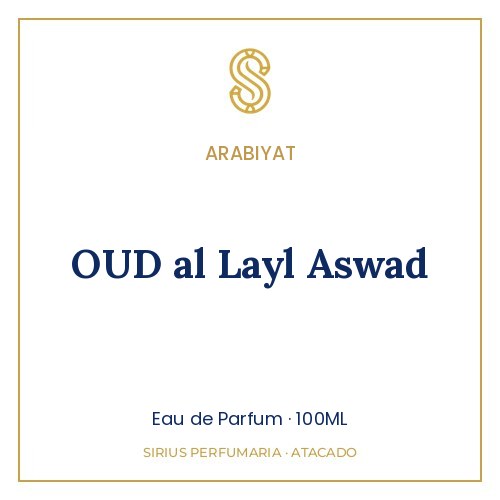 ARABIYAT
OUD al Layl Aswad
Eau de Parfum · 100ML
SIRIUS PERFUMARIA · ATACADO